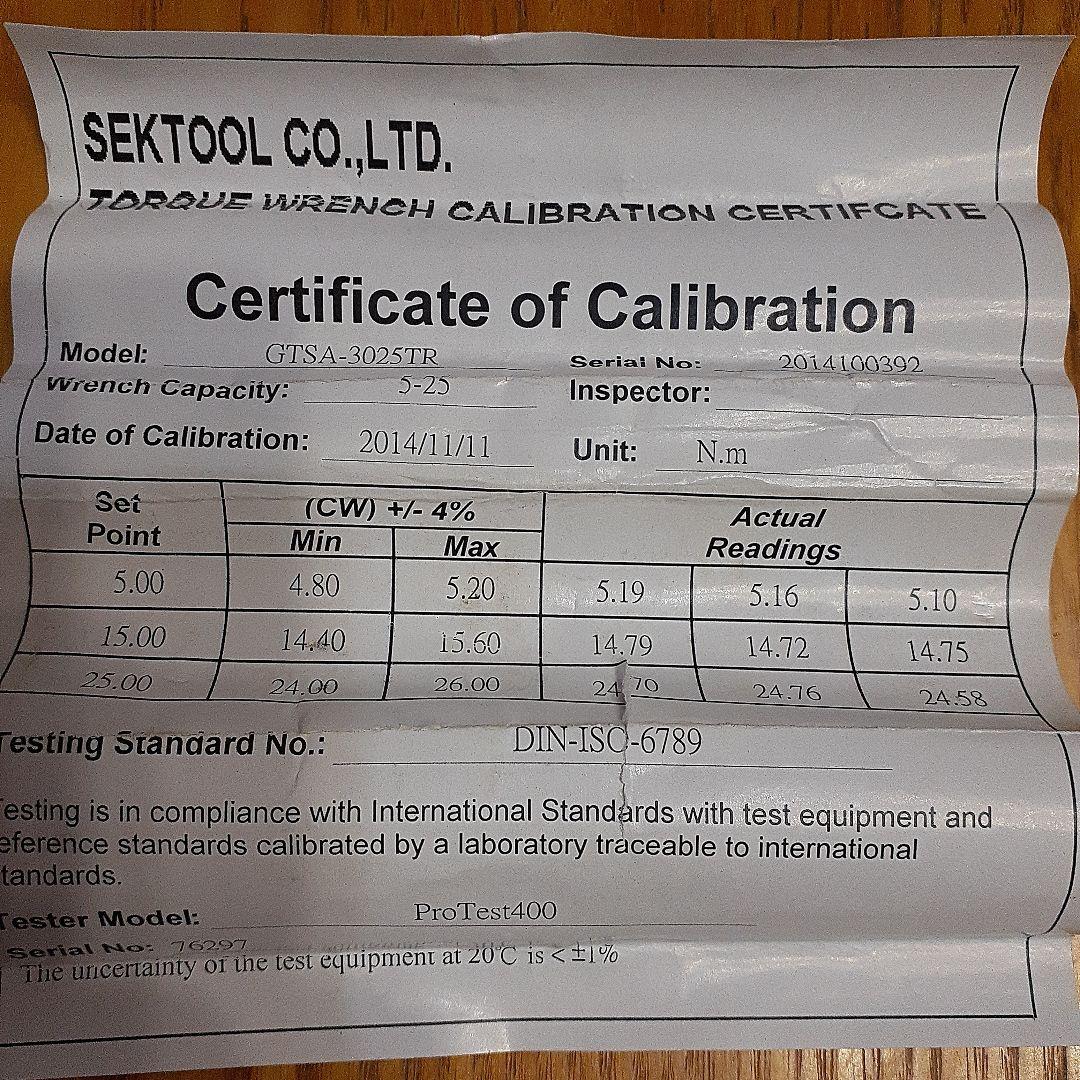 SEKTOOL CO.,LTD.
TORQUE WRENCH CALIBRATION CERTIFCATE
Certificate of Calibration
Model: GTSA-3025TR Serial No: 2014100392
Wrench Capacity: 5-25 Inspector:
Date of Calibration: 2014/11/11 Unit: N.m
Set Point (CW) +/- 4% Actual Readings
Min Max
5.00 4.80 5.20 5.19 5.16 5.10
15.00 14.40 15.60 14.79 14.72 14.75
25.00 24.00 26.00 24.70 24.76 24.58
Testing Standard No.: DIN-ISO-6789
Testing is in compliance with International Standards with test equipment and
reference standards calibrated by a laboratory traceable to international
standards.
Tester Model: ProTest400
Serial No: 76297
The uncertainty of the test equipment at 20°C is < ±1%